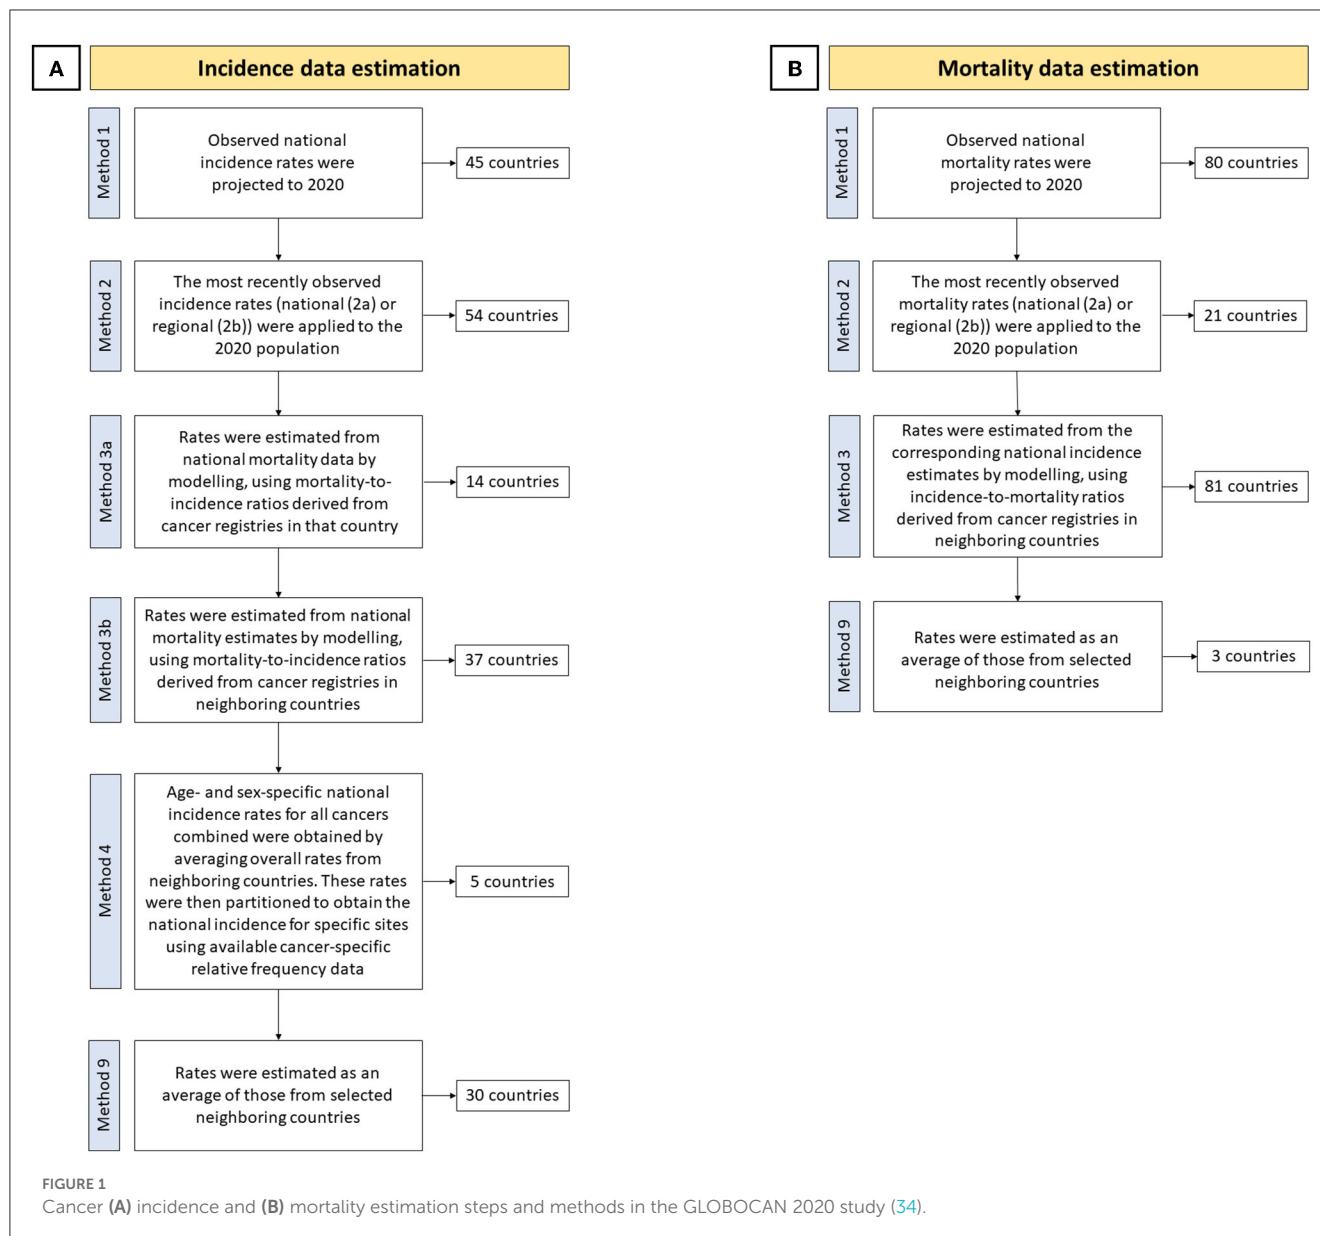 A
Incidence data estimation
Method 1
Observed national
incidence rates were
projected to 2020
45 countries
Method 2
The most recently observed
incidence rates (national (2a) or
regional (2b)) were applied to the
2020 population
54 countries
Method 3a
Rates were estimated from
national mortality data by
modelling, using mortality-to-
incidence ratios derived from
cancer registries in that country
14 countries
Method 3b
Rates were estimated from national
mortality estimates by modelling,
using mortality-to-incidence ratios
derived from cancer registries in
neighboring countries
37 countries
Method 4
Age- and sex-specific national
incidence rates for all cancers
combined were obtained by
averaging overall rates from
neighboring countries. These rates
were then partitioned to obtain the
national incidence for specific sites
using available cancer-specific
relative frequency data
5 countries
Method 9
Rates were estimated as an
average of those from selected
neighboring countries
30 countries
B
Mortality data estimation
Method 1
Observed national
mortality rates were
projected to 2020
80 countries
Method 2
The most recently observed
mortality rates (national (2a) or
regional (2b)) were applied to the
2020 population
21 countries
Method 3
Rates were estimated from the
corresponding national incidence
estimates by modelling, using
incidence-to-mortality ratios
derived from cancer registries in
neighboring countries
81 countries
Method 9
Rates were estimated as an
average of those from selected
neighboring countries
3 countries
FIGURE 1
Cancer (A) incidence and (B) mortality estimation steps and methods in the GLOBOCAN 2020 study (34).